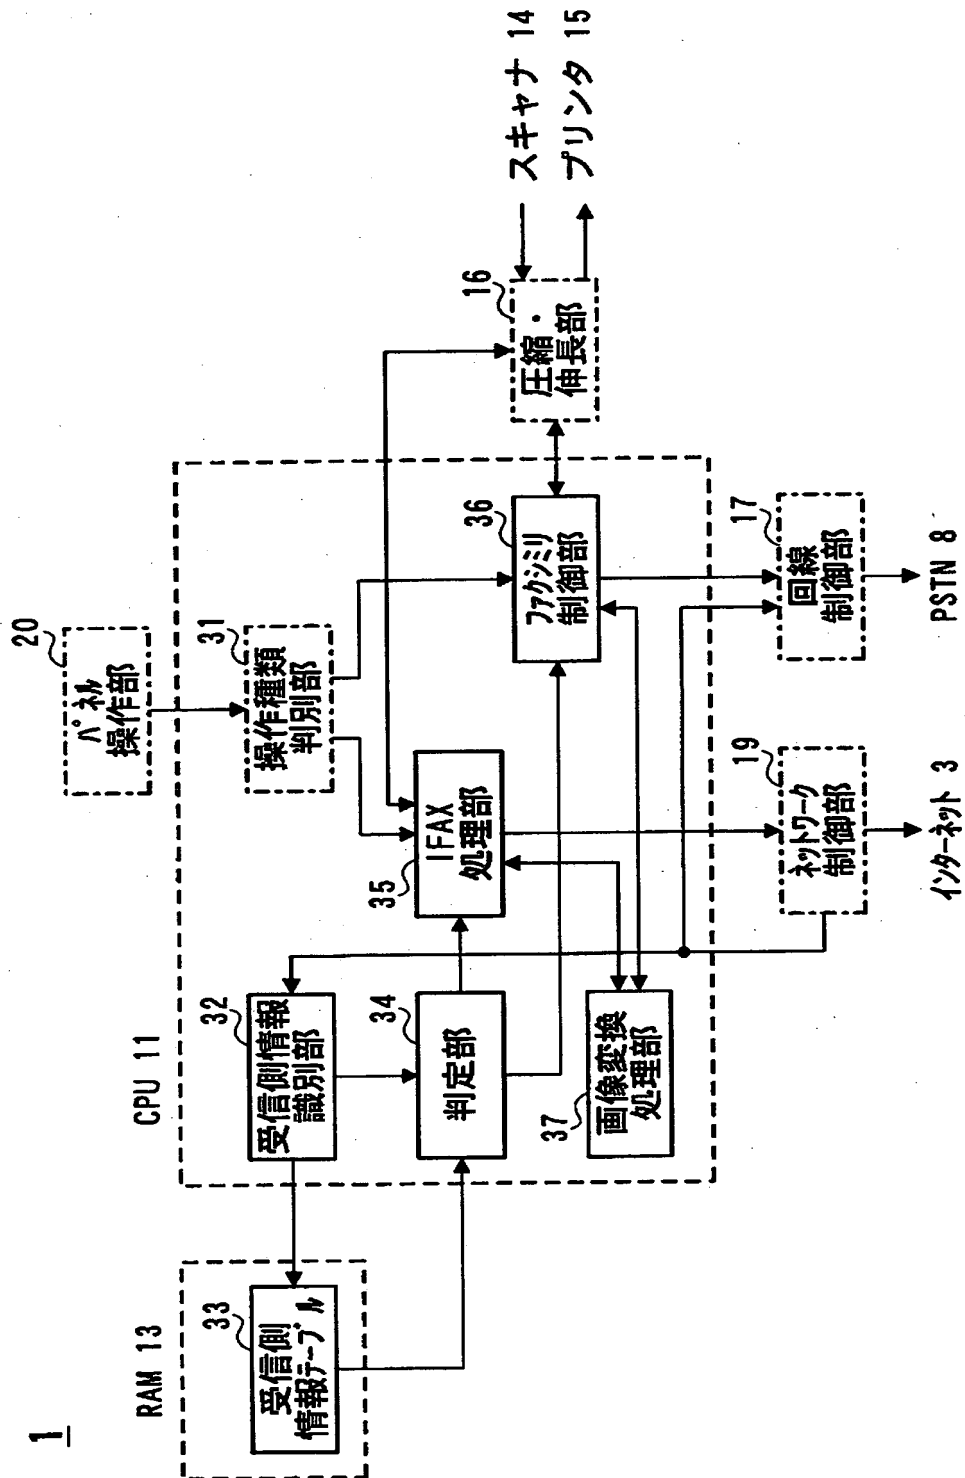 1
RAM 13
33
受信側
情報テーブル
CPU 11
32
受信側情報
識別部
34
判定部
37
画像変換
処理部
35
IFAX
処理部
20
パネル
操作部
31
操作種類
判別部
36
ファクシミリ
制御部
16
圧縮・
伸長部
スキャナ 14
プリンタ 15
19
ネットワーク
制御部
インターネット 3
17
回線
制御部
PSTN 8